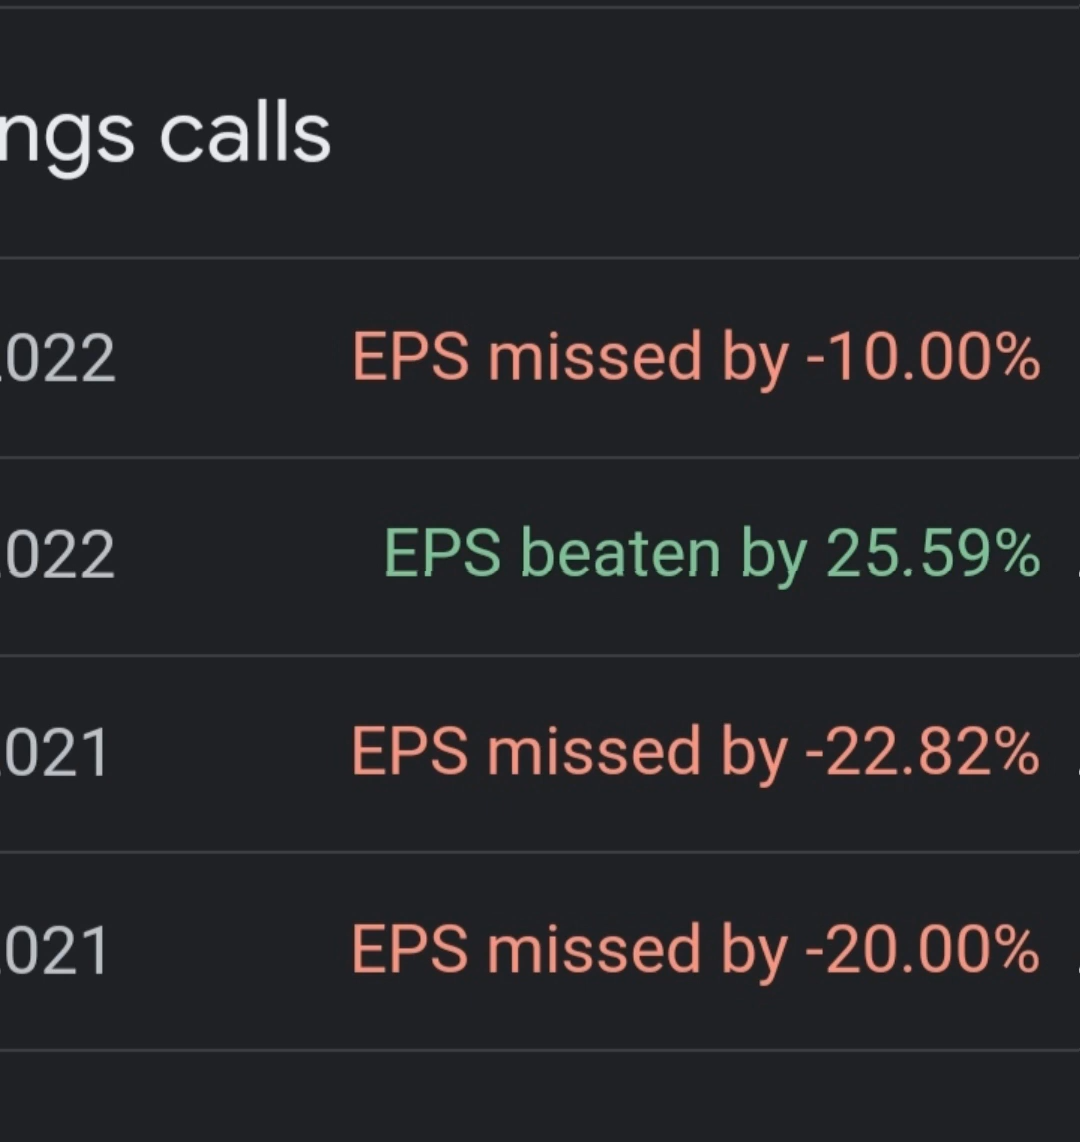 ngs calls
022 EPS missed by -10.00%
022 EPS beaten by 25.59%
021 EPS missed by -22.82%
021 EPS missed by -20.00%